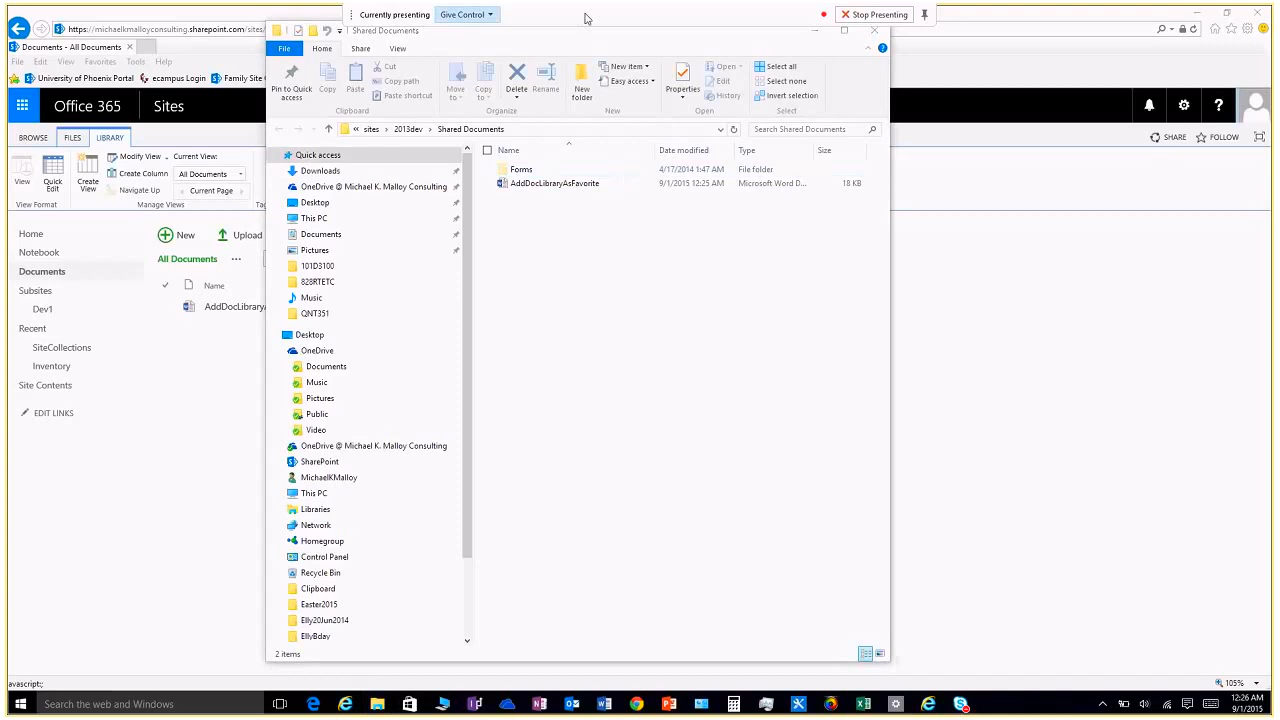 Currently presenting Give Control Stop Presenting
https://michaelkmalloyconsulting.sharepoint.com/sites/
Documents - All Documents
File Edit View Favorites Tools Help
University of Phoenix Portal ecampus Login Family Site
Office 365 Sites
BROWSE FILES LIBRARY
SHARE FOLLOW
View
Quick Edit
Create View
Modify View
Create Column
Navigate Up
Current View:
All Documents
Current Page
View Format
Manage Views
Home
Notebook
Documents
Subsites
Dev1
Recent
SiteCollections
Inventory
Site Contents
EDIT LINKS
New Upload
All Documents ...
Name
AddDocLibrary
Shared Documents
File Home Share View
Pin to Quick access
Copy
Paste
Cut
Copy path
Paste shortcut
Clipboard
Move to
Copy to
Delete
Rename
Organize
New folder
New item
Easy access
New
Properties
Open
Edit
History
Open
Select all
Select none
Invert selection
Select
« sites › 2013dev › Shared Documents
Search Shared Documents
Name Date modified Type Size
Forms 4/17/2014 1:47 AM File folder
AddDocLibraryAsFavorite 9/1/2015 12:25 AM Microsoft Word D... 18 KB
Quick access
Downloads
OneDrive @ Michael K. Malloy Consulting
Desktop
This PC
Documents
Pictures
101D3100
828RTETC
Music
QNT351
Desktop
OneDrive
Documents
Music
Pictures
Public
Video
OneDrive @ Michael K. Malloy Consulting
SharePoint
MichaelKMalloy
This PC
Libraries
Network
Homegroup
Control Panel
Recycle Bin
Clipboard
Easter2015
Elly20Jun2014
EllyBday
2 items
javascript:;
105%
Search the web and Windows
12:26 AM
9/1/2015